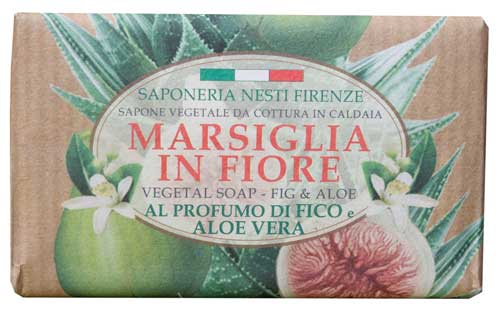 SAPONERIA NESTI FIRENZE
SAPONE VEGETALE DA COTTURA IN CALDAIA
MARSIGLIA
IN FIORE
VEGETAL SOAP - FIG & ALOE
AL PROFUMO DI FICO e
ALOE VERA